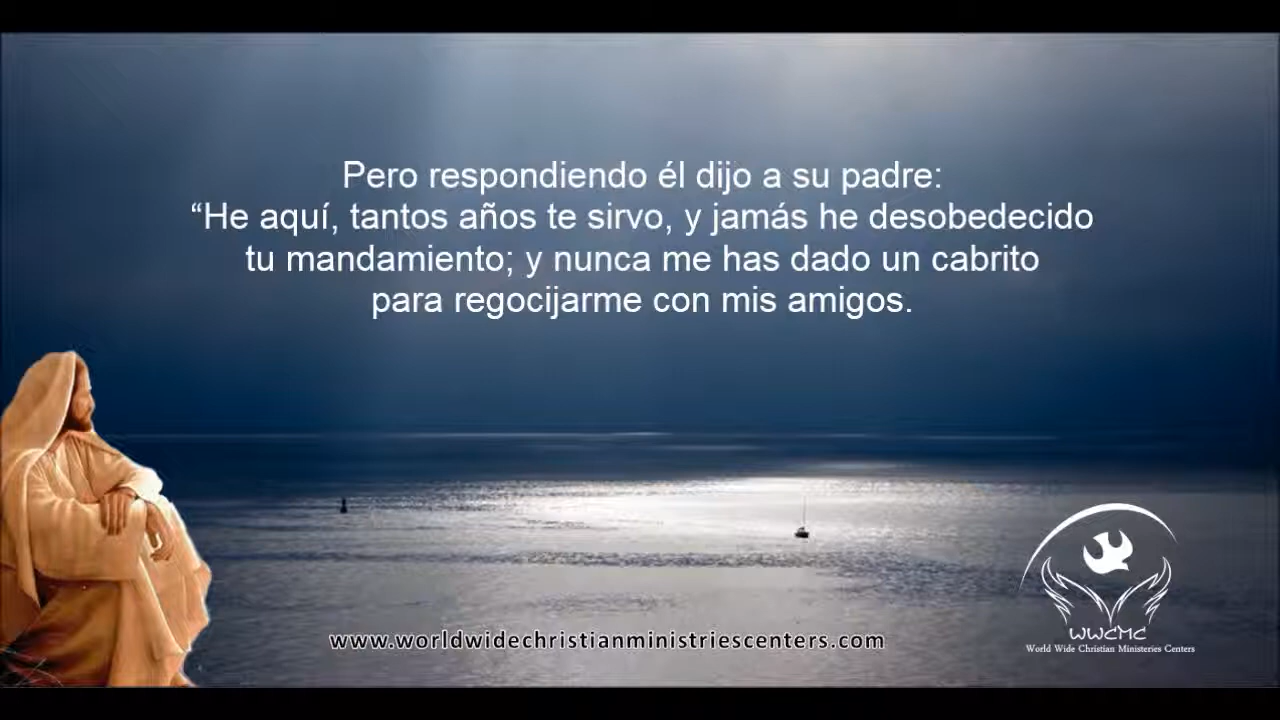 Pero respondiendo él dijo a su padre:
“He aquí, tantos años te sirvo, y jamás he desobedecido
tu mandamiento; y nunca me has dado un cabrito
para regocijarme con mis amigos.
www.worldwidechristianministriescenters.com
WWCMC
World Wide Christian Ministeries Centers